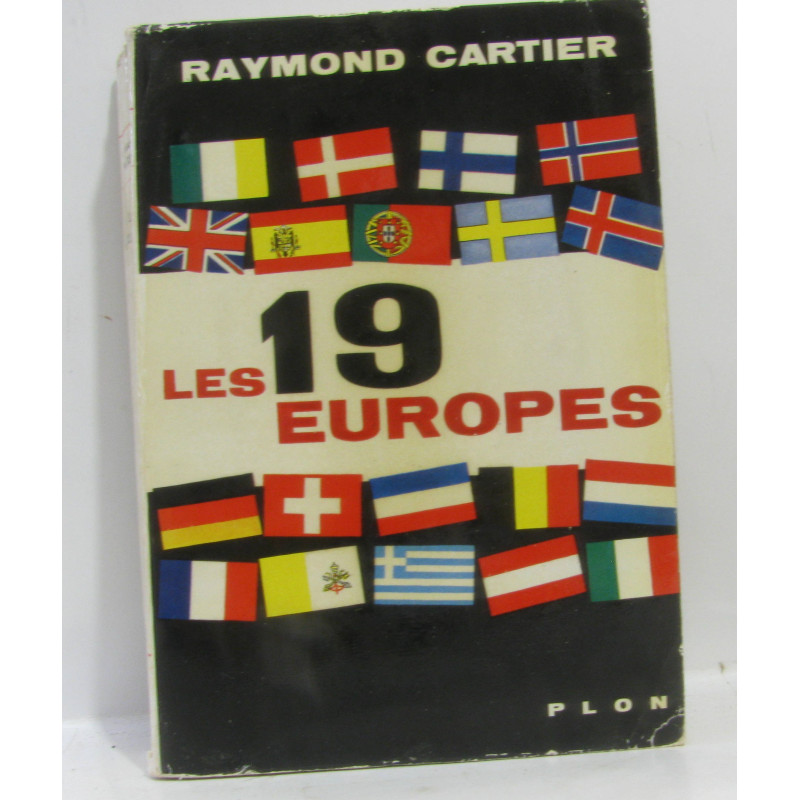 RAYMOND CARTIER
LES 19
EUROPES
PLON